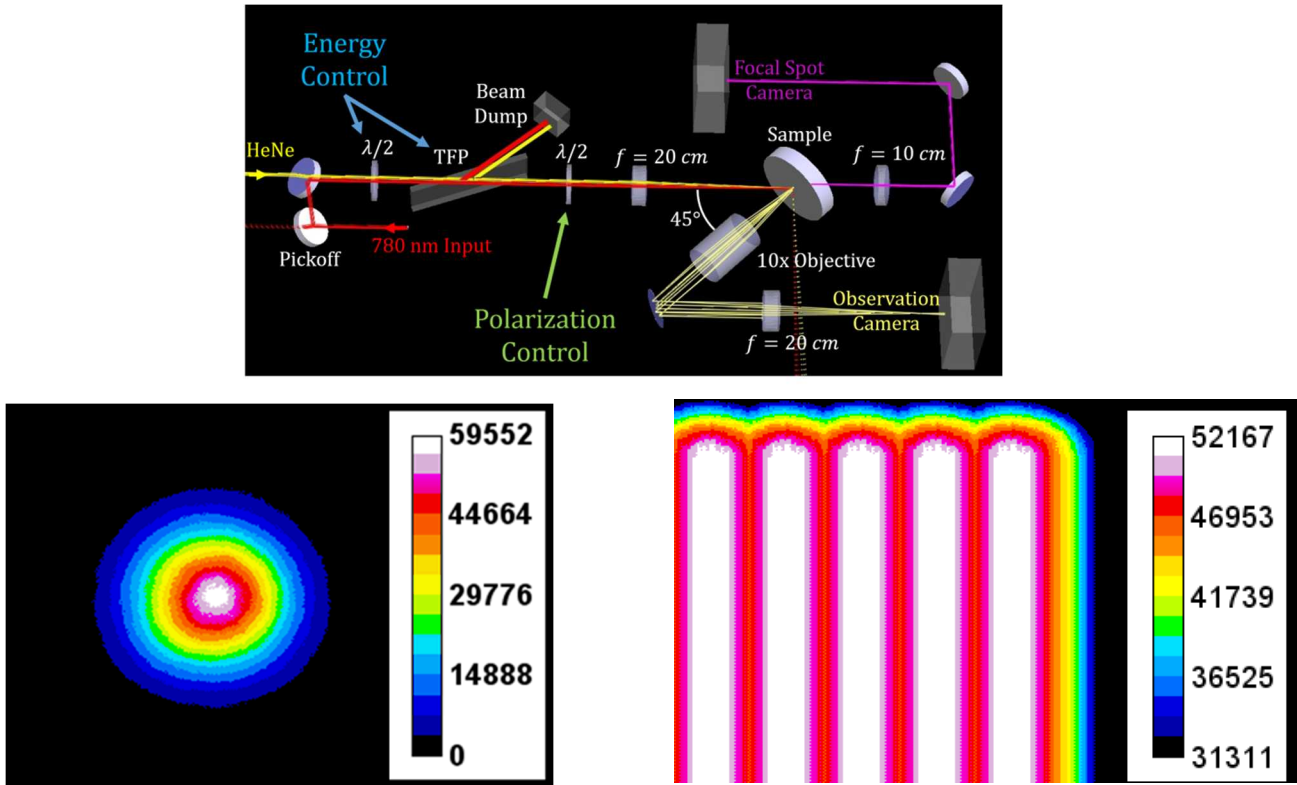 Energy
Control
Beam
Dump
Focal Spot
Camera
Sample
HeNe
λ/2
TFP
λ/2
f = 20 cm
f = 10 cm
45°
Pickoff
780 nm Input
10x Objective
Polarization
Control
Observation
Camera
f = 20 cm
59552
44664
29776
14888
0
52167
46953
41739
36525
31311